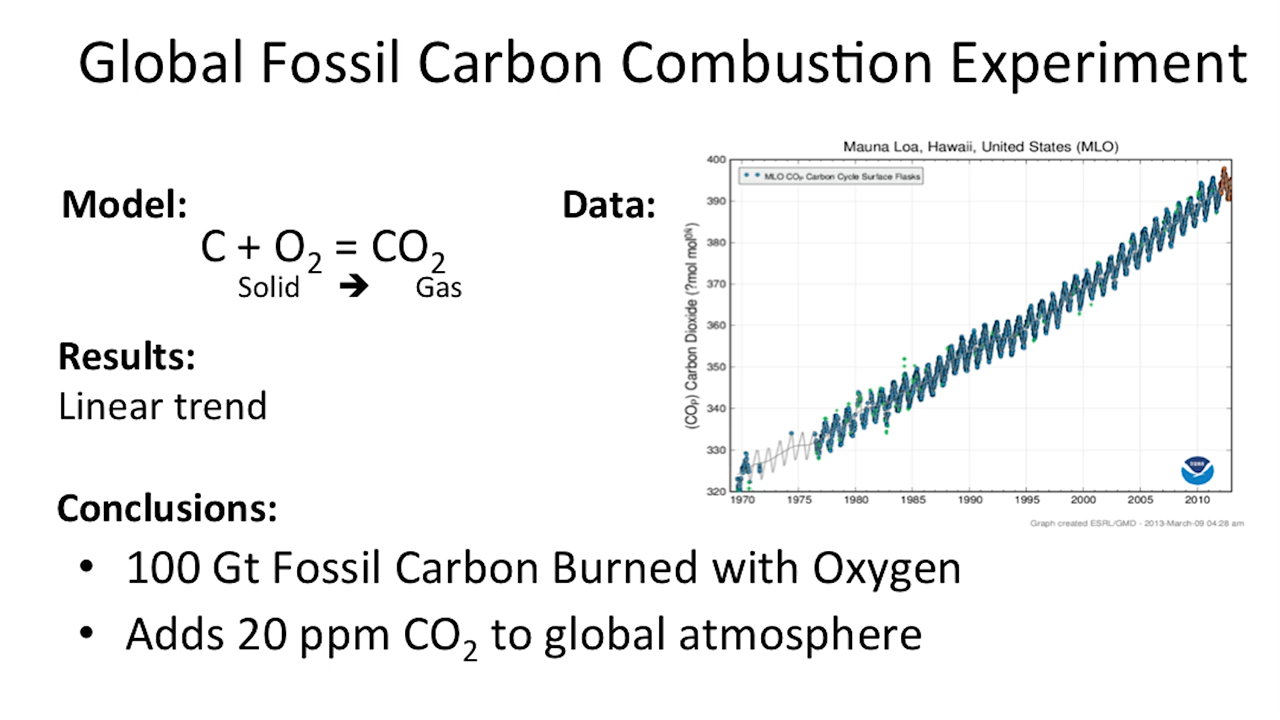 Global Fossil Carbon Combustion Experiment
Model:
C + O₂ = CO₂
Solid ➔ Gas
Results:
Linear trend
Data:
Mauna Loa, Hawaii, United States (MLO)
MLO CO₂ Carbon Cycle Surface Flasks
(CO₂) Carbon Dioxide (?mol mol
400
390
380
370
360
350
340
330
320
1970 1975 1980 1985 1990 1995 2000 2005 2010
Graph created ESRL/GMD - 2013-March-09 04:28 am
Conclusions:
• 100 Gt Fossil Carbon Burned with Oxygen
• Adds 20 ppm CO₂ to global atmosphere